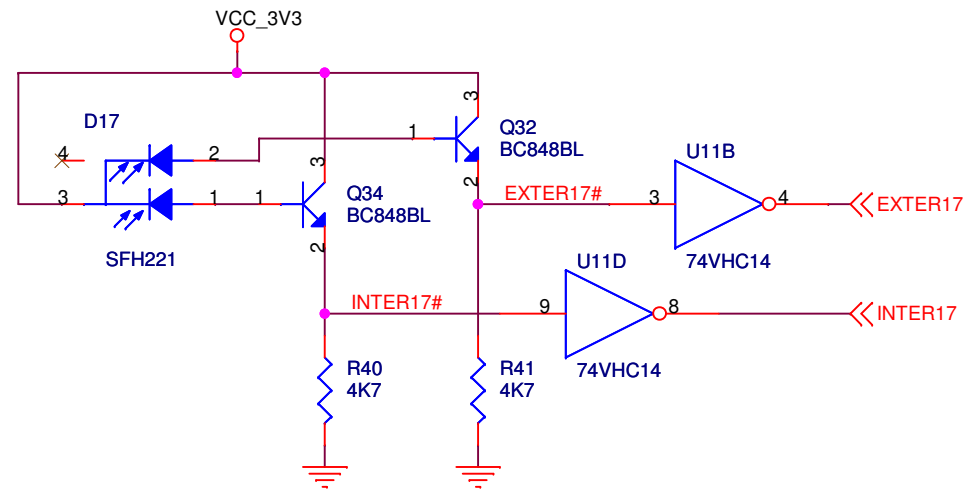 VCC_3V3
D17
4
2
3
1
1
SFH221
3
Q34
BC848BL
2
1
3
Q32
BC848BL
2
EXTER17#
3
U11B
4
EXTER17
74VHC14
INTER17#
9
U11D
8
INTER17
74VHC14
R40
4K7
R41
4K7